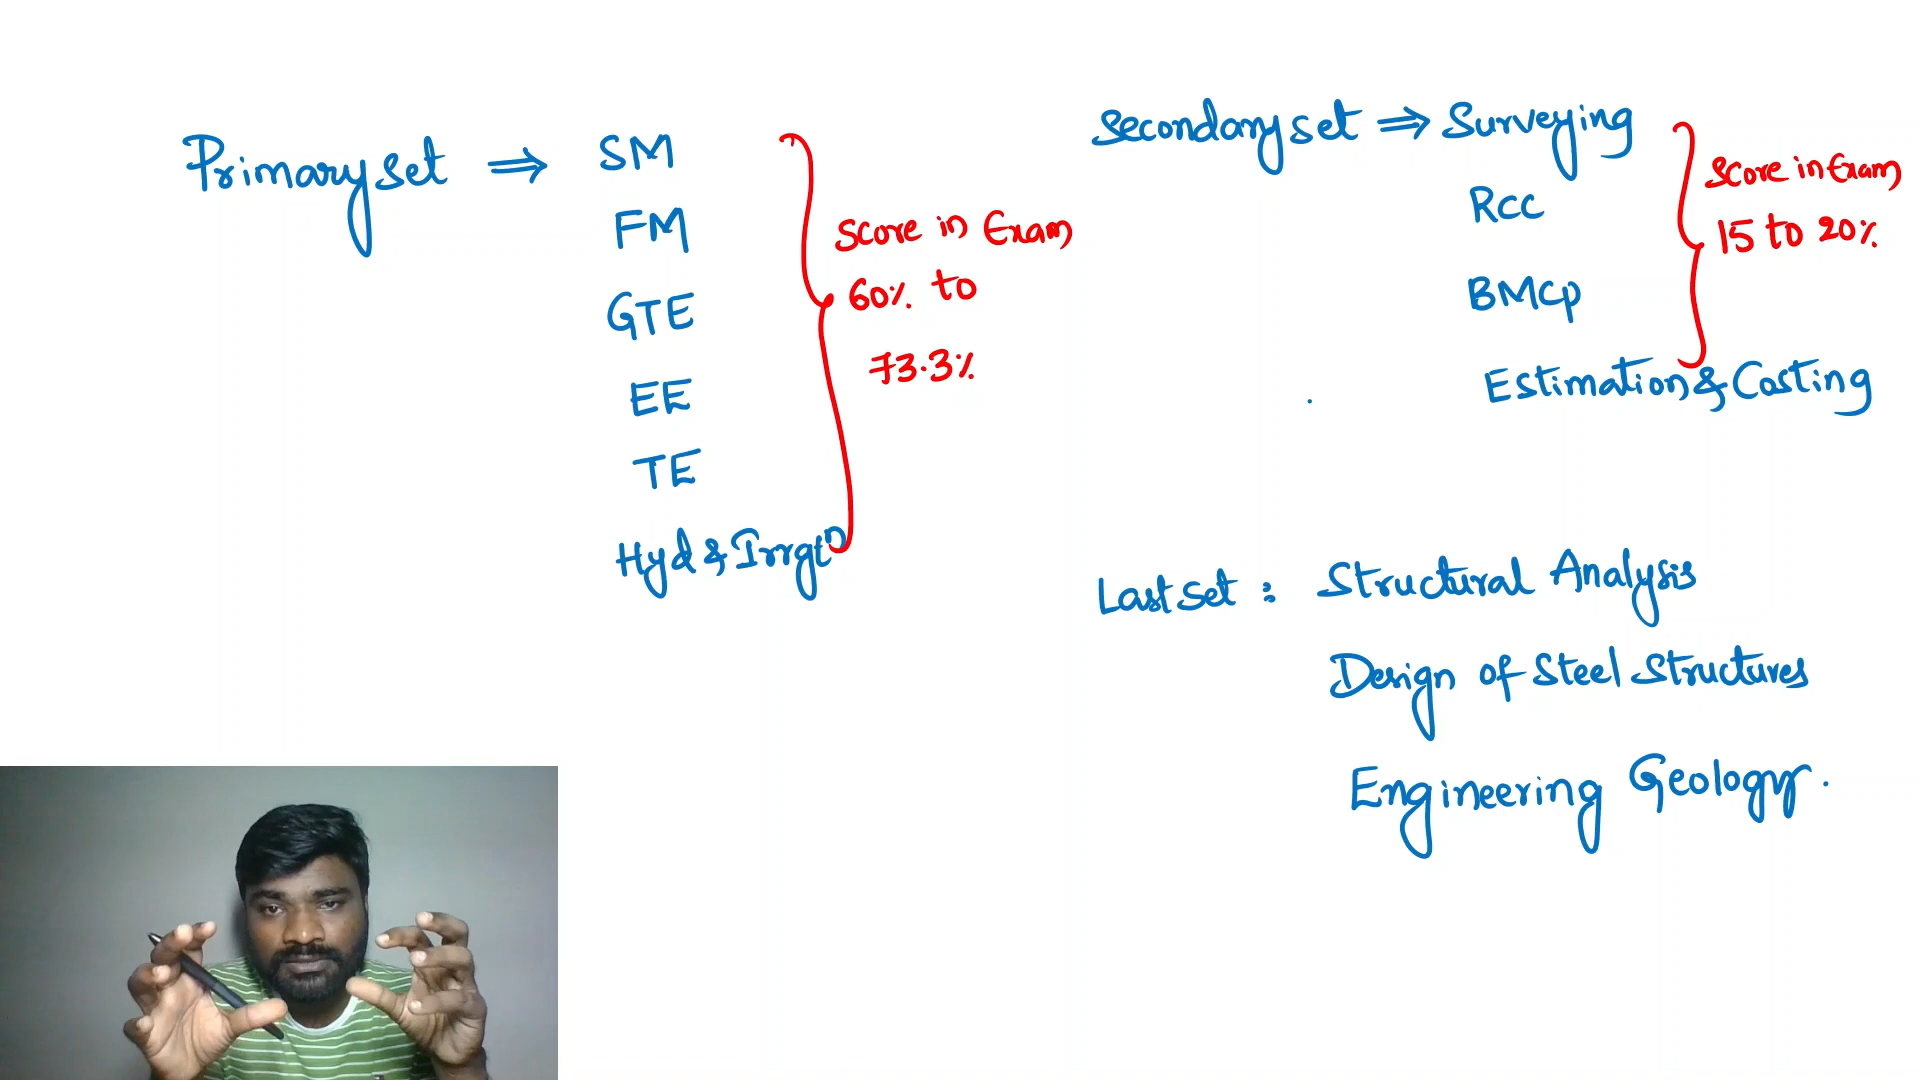 Primary set ⇒ SM
FM
GTE
EE
TE
Hyd & Irrgtn
Score in Exam
60% to
73.3%
Secondary set ⇒ Surveying
RCC
BMCP
Estimation & Costing
Score in Exam
15 to 20%
Last set : Structural Analysis
Design of Steel Structures
Engineering Geology.